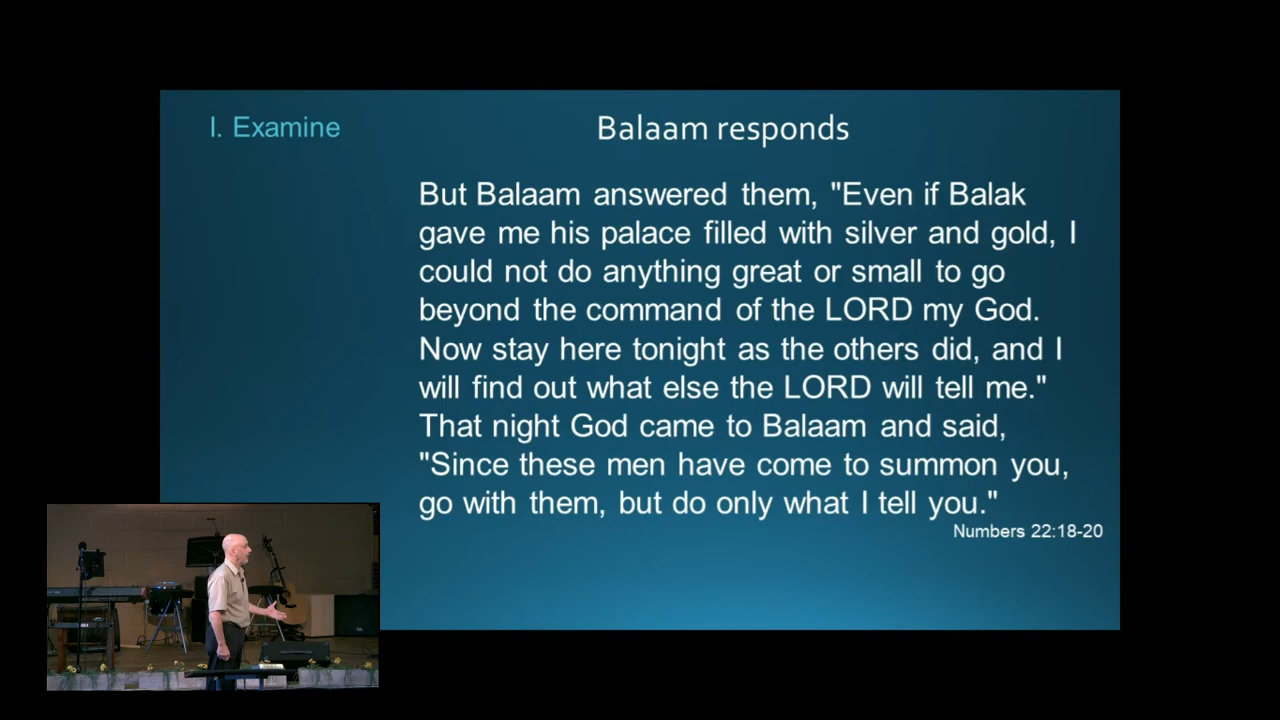 I. Examine
Balaam responds
But Balaam answered them, "Even if Balak
gave me his palace filled with silver and gold, I
could not do anything great or small to go
beyond the command of the LORD my God.
Now stay here tonight as the others did, and I
will find out what else the LORD will tell me."
That night God came to Balaam and said,
"Since these men have come to summon you,
go with them, but do only what I tell you."
Numbers 22:18-20